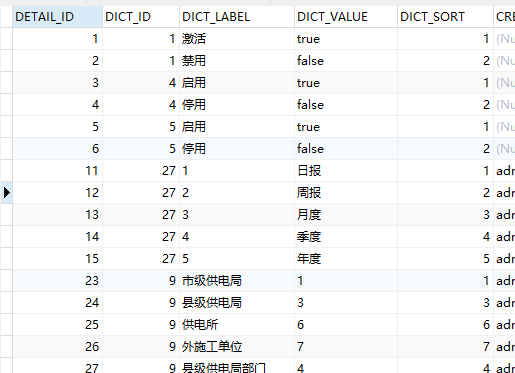 DETAIL_ID DICT_ID DICT_LABEL DICT_VALUE DICT_SORT CRE
1 1 激活 true 1 (Nu
2 1 禁用 false 2 (Nu
3 4 启用 true 1 (Nu
4 4 停用 false 2 (Nu
5 5 启用 true 1 (Nu
6 5 停用 false 2 (Nu
11 27 1 日报 1 adr
12 27 2 周报 2 adr
13 27 3 月度 3 adr
14 27 4 季度 4 adr
15 27 5 年度 5 adr
23 9 市级供电局 1 1 adr
24 9 县级供电局 3 3 adr
25 9 供电所 6 6 adr
26 9 外施工单位 7 7 adr
27 9 县级供电局部门 4 4 adr